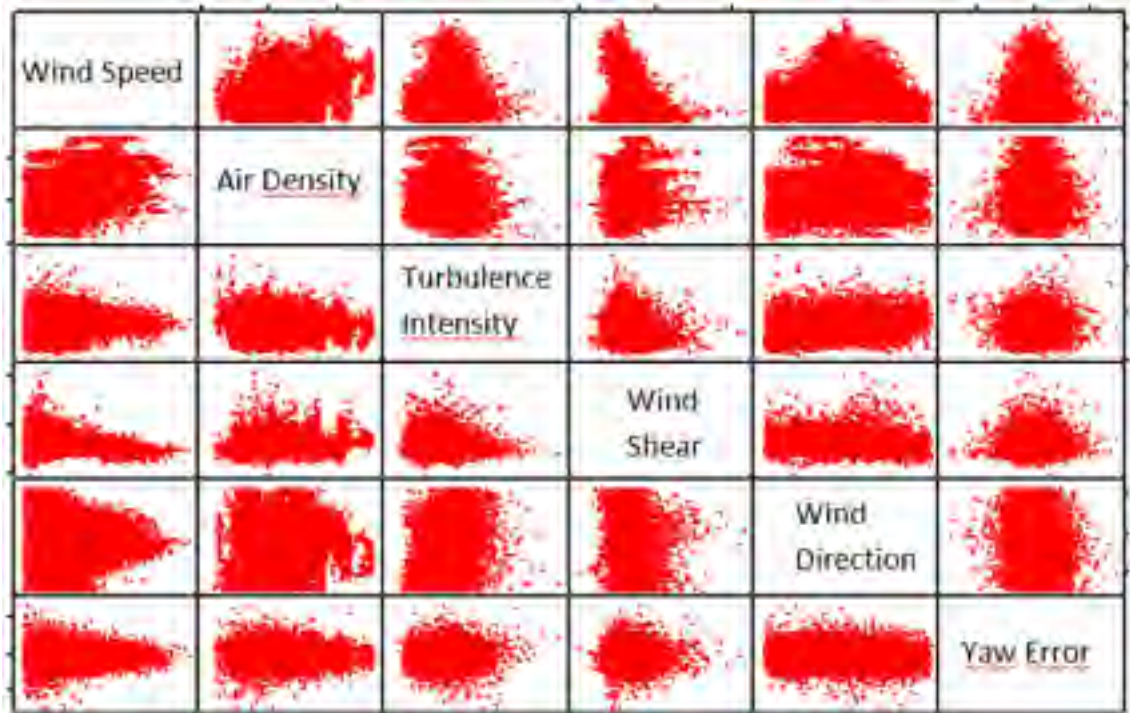 Wind Speed
Air Density
Turbulence
Intensity
Wind
Shear
Wind
Direction
Yaw Error